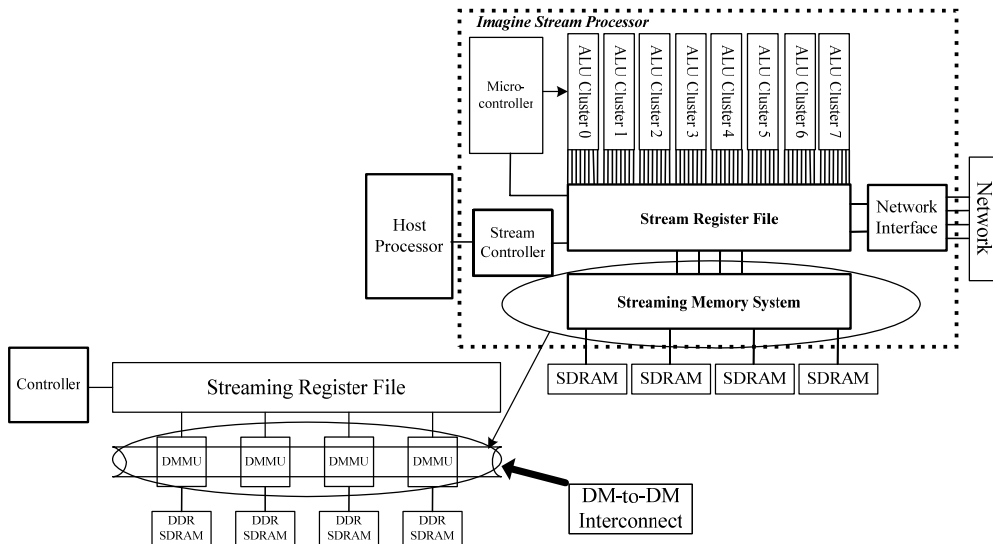 Imagine Stream Processor
Micro-
controller
ALU Cluster 0
ALU Cluster 1
ALU Cluster 2
ALU Cluster 3
ALU Cluster 4
ALU Cluster 5
ALU Cluster 6
ALU Cluster 7
Host
Processor
Stream
Controller
Stream Register File
Network
Interface
Network
Streaming Memory System
SDRAM
SDRAM
SDRAM
SDRAM
Controller
Streaming Register File
DMMU
DMMU
DMMU
DMMU
DM-to-DM
Interconnect
DDR
SDRAM
DDR
SDRAM
DDR
SDRAM
DDR
SDRAM